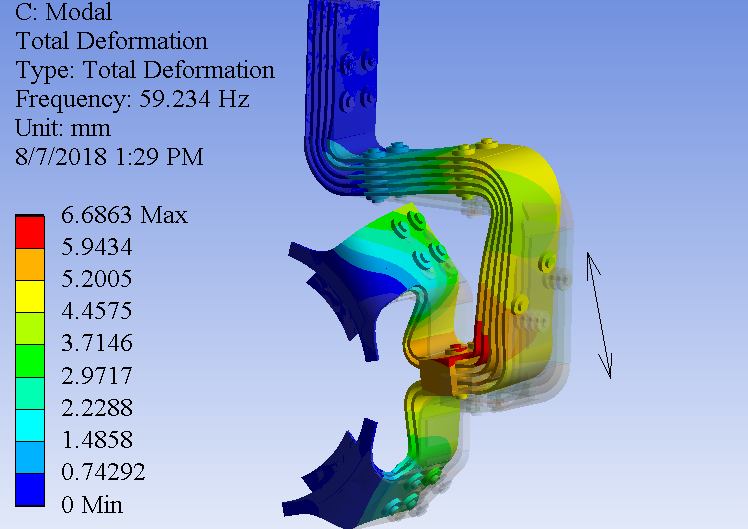 C: Modal
Total Deformation
Type: Total Deformation
Frequency: 59.234 Hz
Unit: mm
8/7/2018 1:29 PM
6.6863 Max
5.9434
5.2005
4.4575
3.7146
2.9717
2.2288
1.4858
0.74292
0 Min